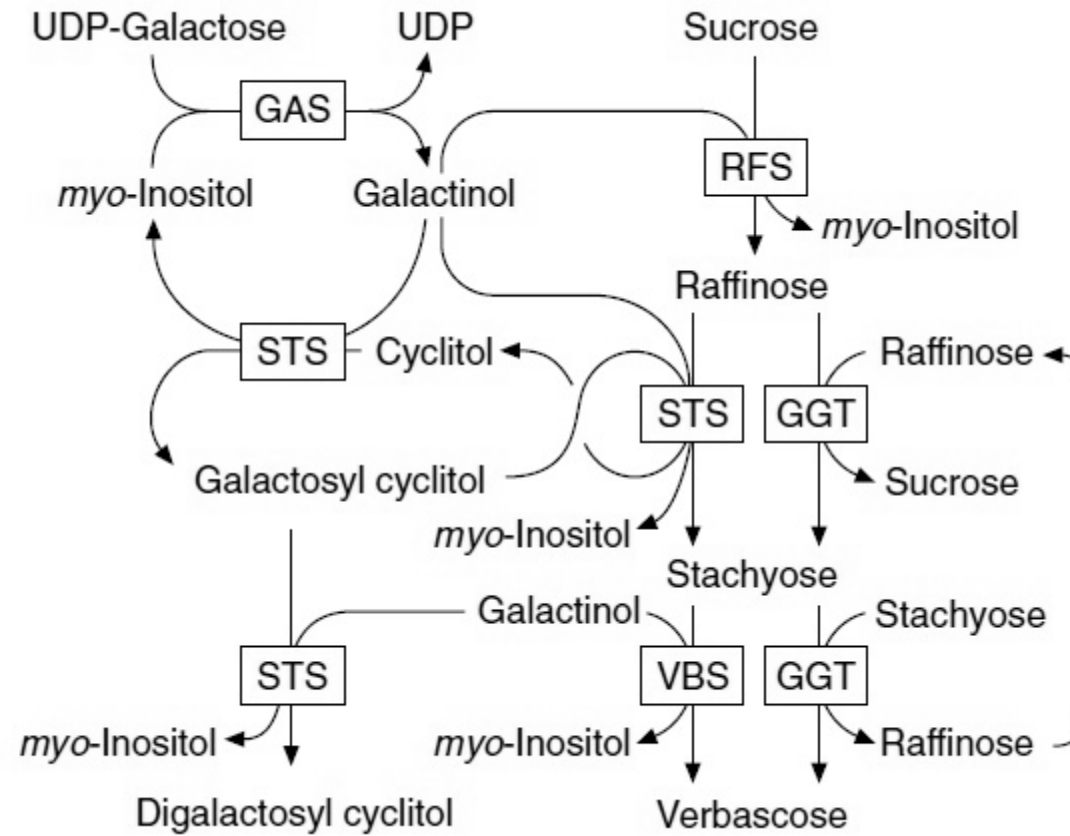 UDP-Galactose UDP Sucrose
GAS
RFS
myo-Inositol Galactinol
myo-Inositol
Raffinose
STS Cyclitol Raffinose
STS GGT
Galactosyl cyclitol Sucrose
myo-Inositol
Stachyose
Galactinol Stachyose
STS VBS GGT
myo-Inositol myo-Inositol Raffinose
Digalactosyl cyclitol Verbascose